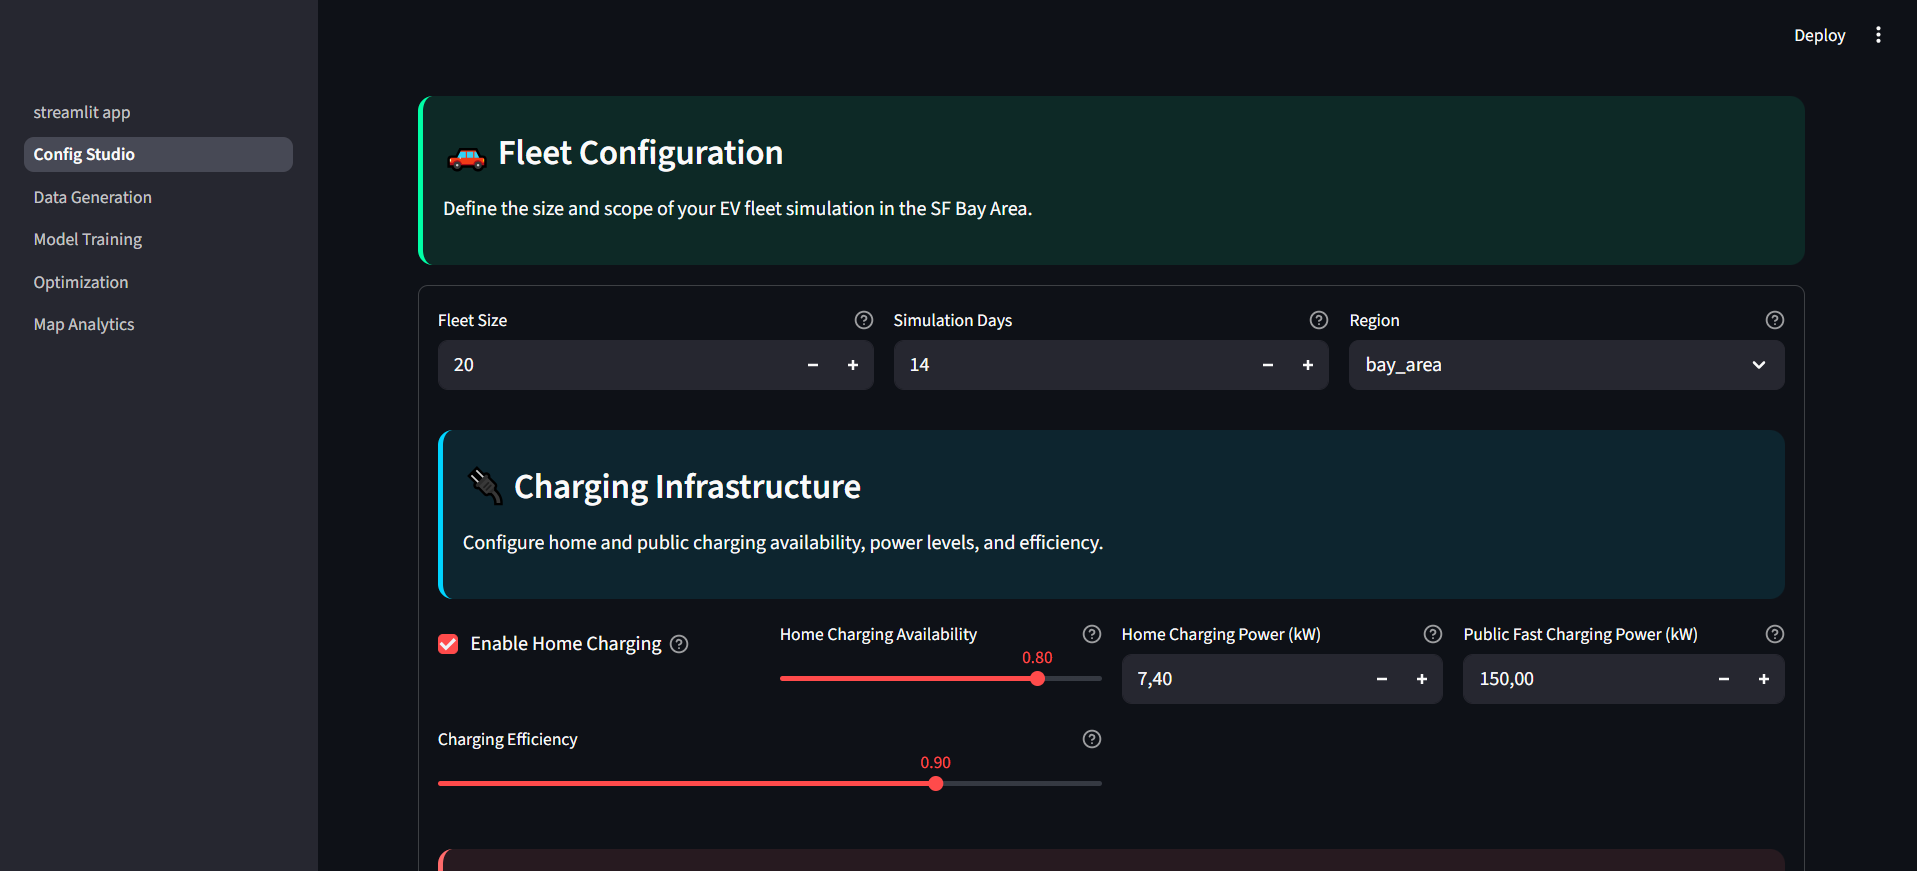 Deploy
streamlit app
Config Studio
Data Generation
Model Training
Optimization
Map Analytics
Fleet Configuration
Define the size and scope of your EV fleet simulation in the SF Bay Area.
Fleet Size
20
Simulation Days
14
Region
bay_area
Charging Infrastructure
Configure home and public charging availability, power levels, and efficiency.
Enable Home Charging
Home Charging Availability
0.80
Home Charging Power (kW)
7,40
Public Fast Charging Power (kW)
150,00
Charging Efficiency
0.90